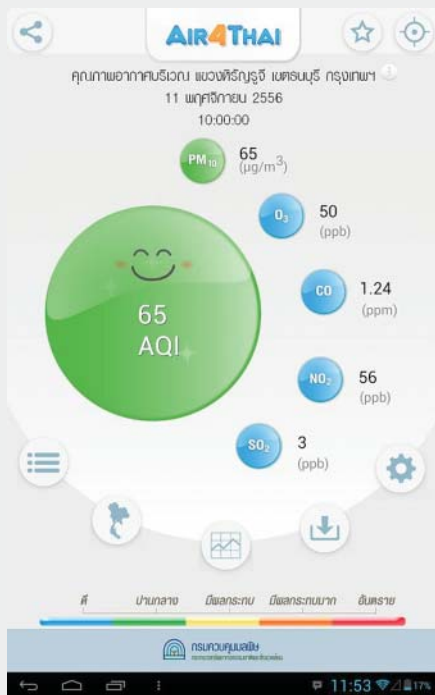 AIR4THAI
คุณภาพอากาศบริเวณ แขวงหิรัญรูจี เขตธนบุรี กรุงเทพฯ
11 พฤศจิกายน 2556
10:00:00
PM₁₀ 65 (µg/m³)
O₃ 50 (ppb)
65 AQI
CO 1.24 (ppm)
NO₂ 56 (ppb)
SO₂ 3 (ppb)
ดี ปานกลาง มีผลกระทบ มีผลกระทบมาก อันตราย
กรมควบคุมมลพิษ
11:53 17%